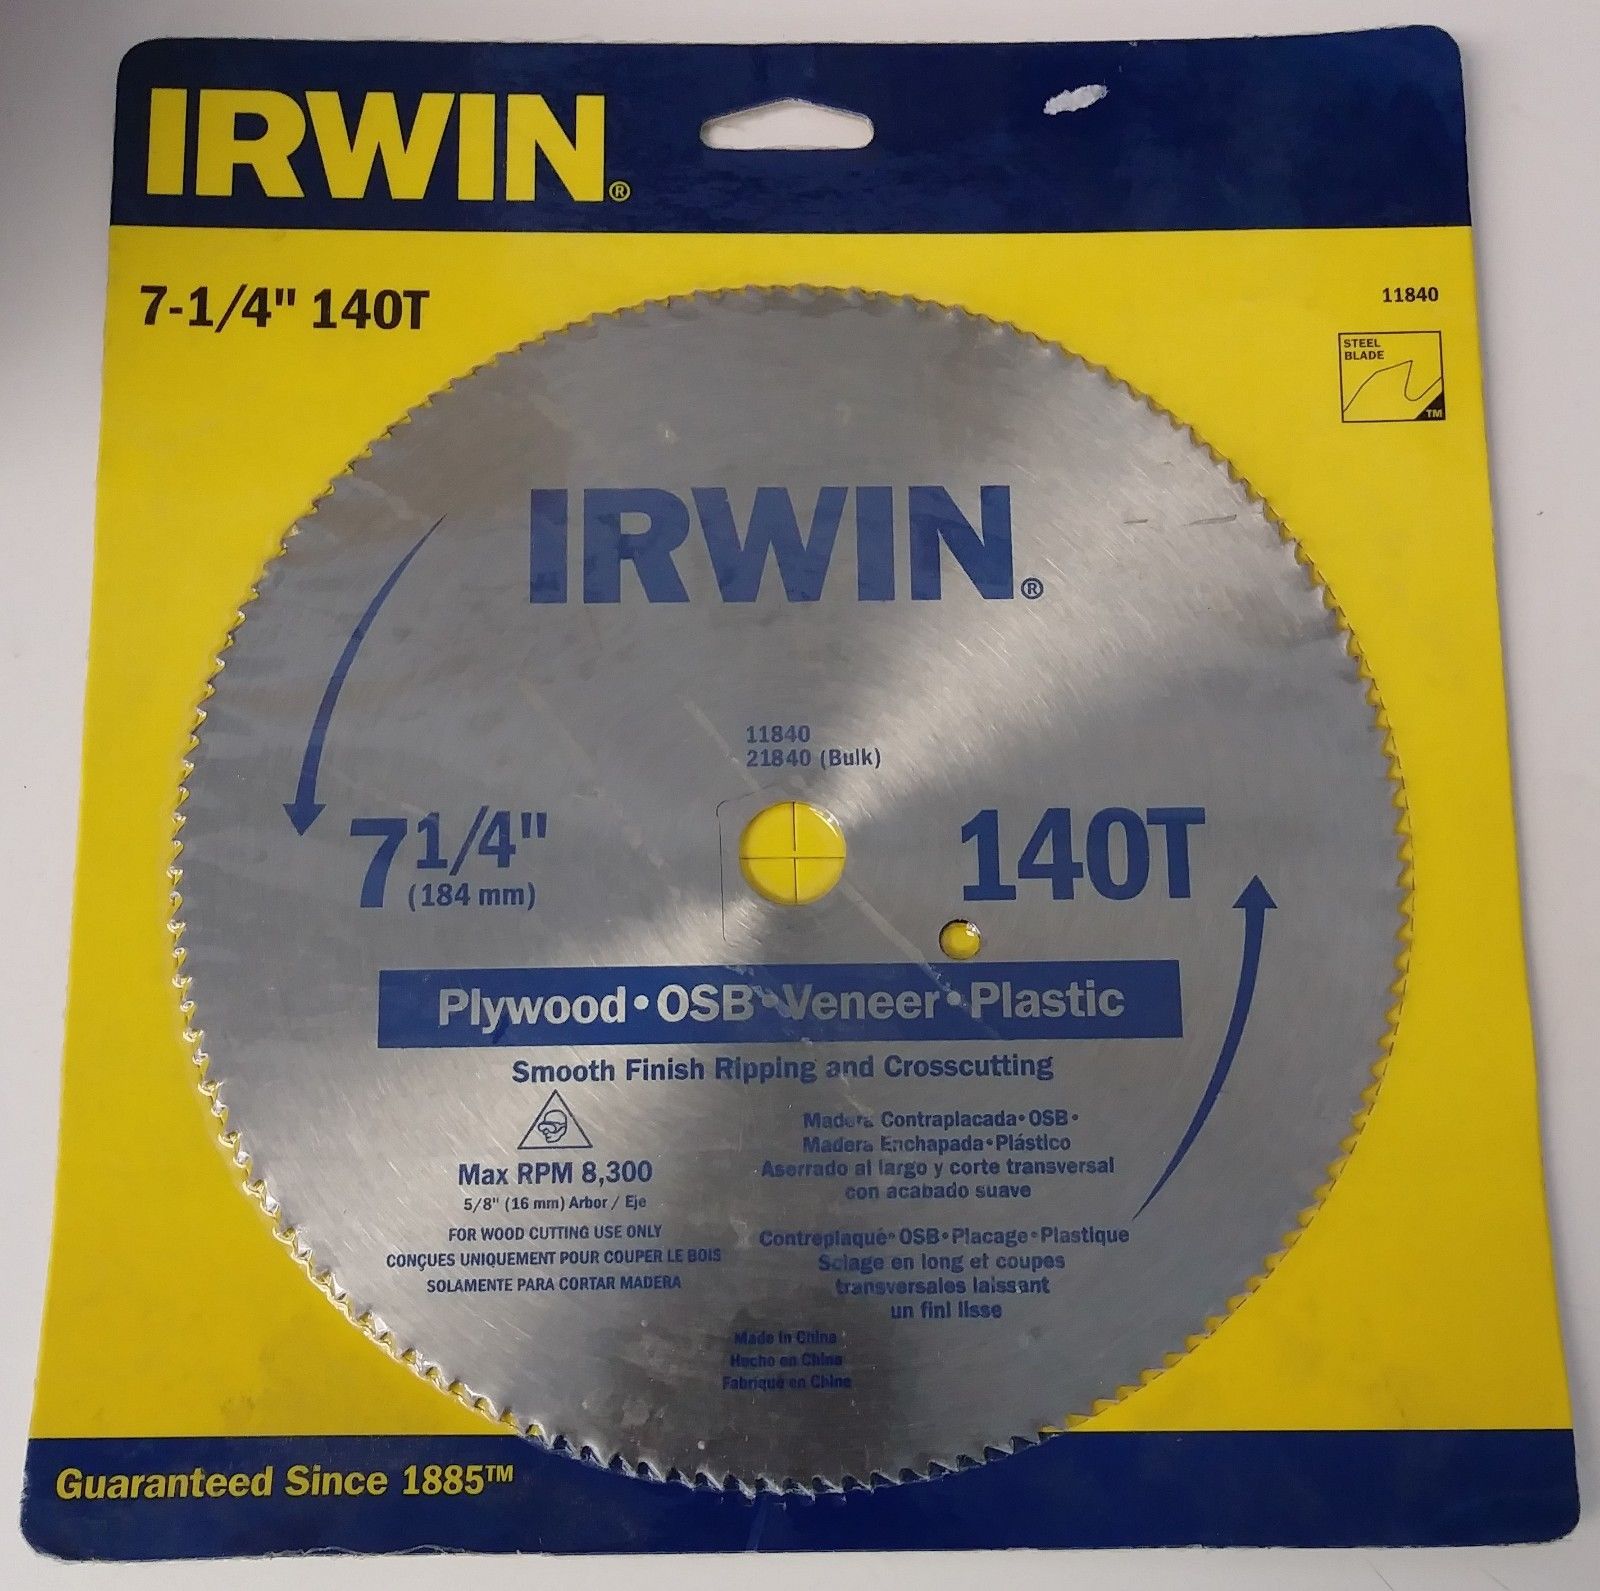 IRWIN®
7-1/4" 140T
11840
STEEL
BLADE
TM
IRWIN®
11840
21840 (Bulk)
7 1/4"
(184 mm)
140T
Plywood•OSB•Veneer•Plastic
Smooth Finish Ripping and Crosscutting
Max RPM 8,300
5/8" (16 mm) Arbor / Eje
FOR WOOD CUTTING USE ONLY
CONÇUES UNIQUEMENT POUR COUPER LE BOIS
SOLAMENTE PARA CORTAR MADERA
Madera Contraplacada•OSB•
Madera Enchapada•Plástico
Aserrado al largo y corte transversal
con acabado suave
Contreplaqué•OSB•Placage•Plastique
Sciage en long et coupes
transversales laissant
un fini lisse
Made in China
Hecho en China
Fabriqué en Chine
Guaranteed Since 1885™